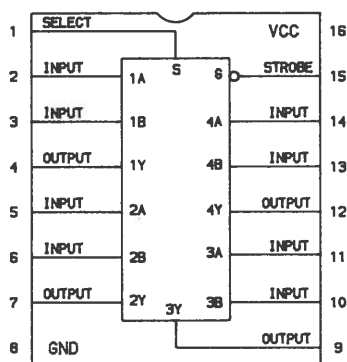 1 SELECT VCC 16
2 INPUT 1A S G STROBE 15
3 INPUT 1B 4A INPUT 14
4 OUTPUT 1Y 4B INPUT 13
5 INPUT 2A 4Y OUTPUT 12
6 INPUT 2B 3A INPUT 11
7 OUTPUT 2Y 3Y 3B INPUT 10
8 GND OUTPUT 9